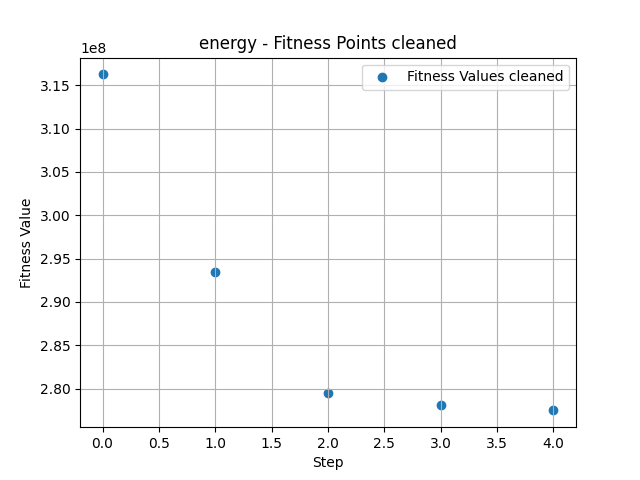 energy - Fitness Points cleaned
1e8
Fitness Values cleaned
3.15
3.10
3.05
3.00
2.95
2.90
2.85
2.80
Fitness Value
0.0 0.5 1.0 1.5 2.0 2.5 3.0 3.5 4.0
Step